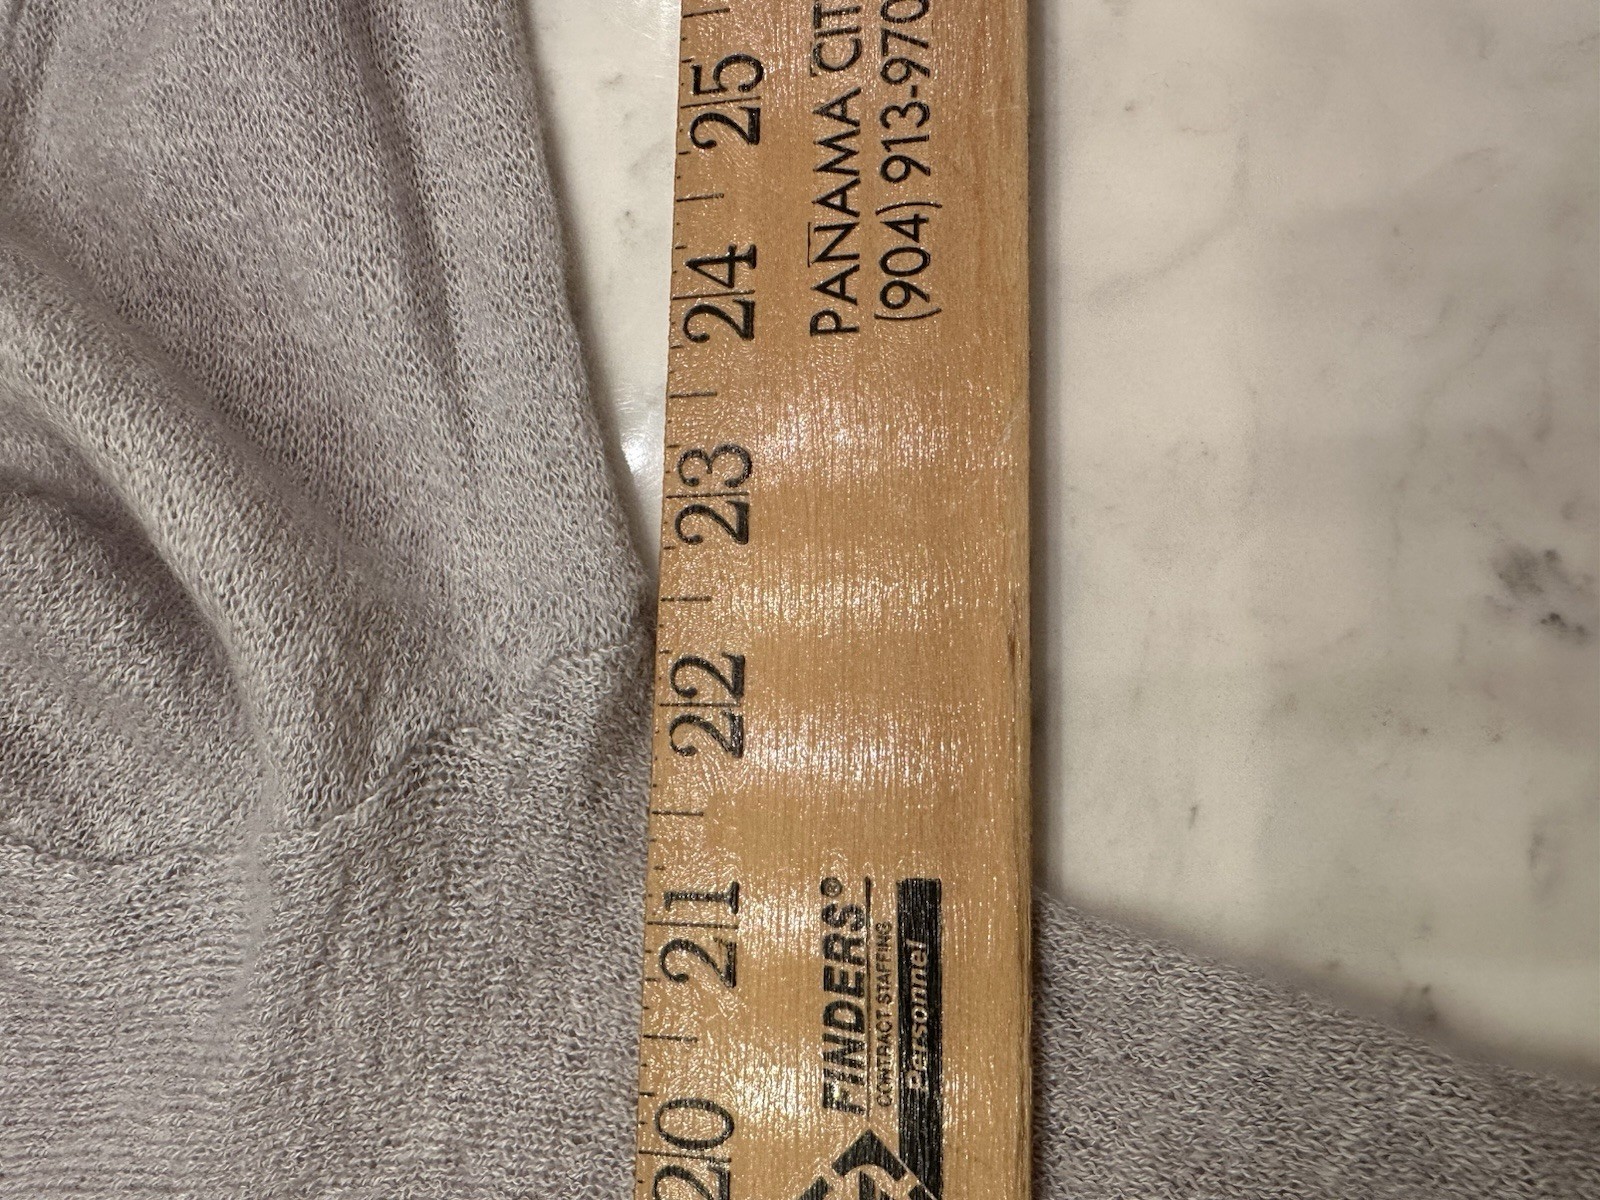 25
24
23
22
21
20
PANAMA CIT
(904) 913-970
FINDERS®
CONTRACT STAFFING
Personnel